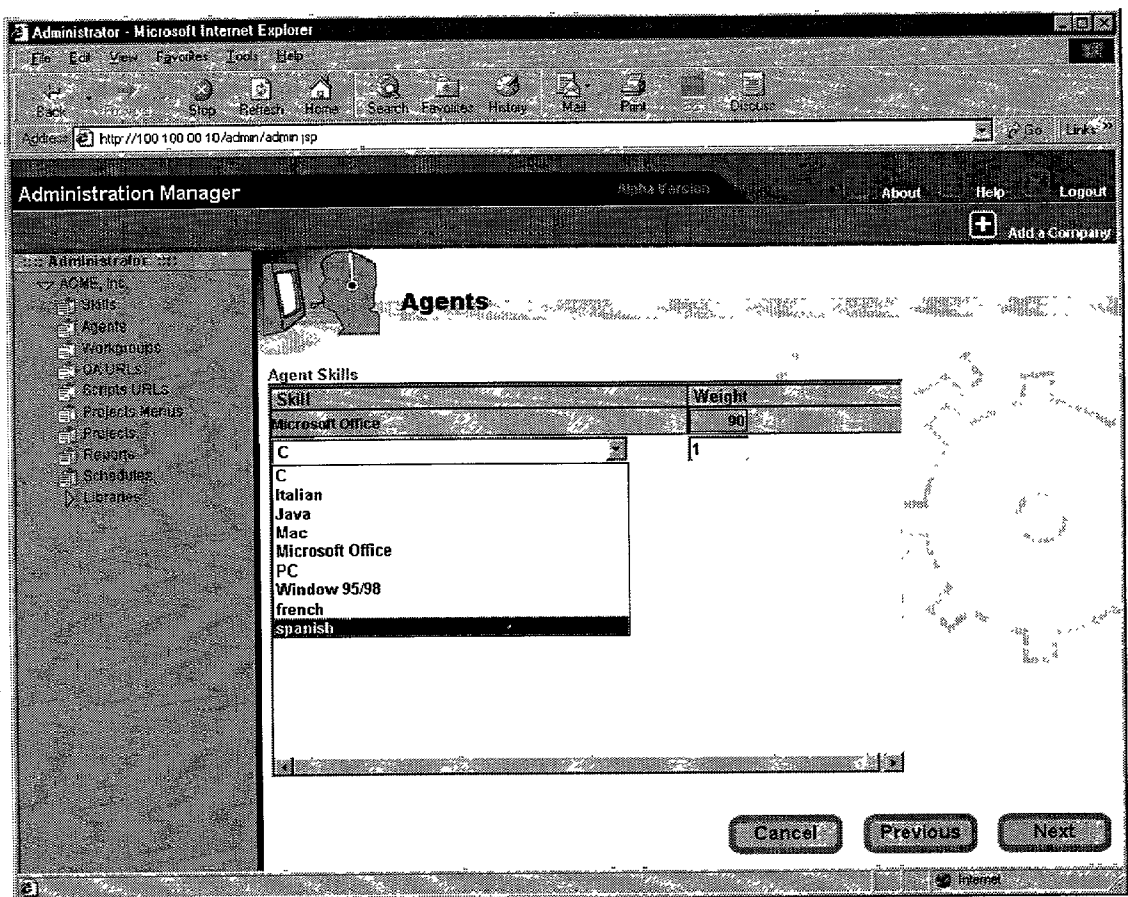 Administrator - Microsoft Internet Explorer
File Edit View Favorites Tools Help
Back Stop Refresh Home Search Favorites History Mail Print Discuss
Address http://100 100 00 10/admin/admin jsp Go Links »
Administration Manager Alpha Version About Help Logout
Add a Company
:::: Administrator ::::
ACME, Inc.
Skills
Agents
Workgroups
QA URLs
Scripts URLs
Projects Menus
Projects
Reports
Schedules
Libraries
Agents
Agent Skills
Skill Weight
Microsoft Office 90
C 1
C
Italian
Java
Mac
Microsoft Office
PC
Window 95/98
french
spanish
Cancel Previous Next
Internet